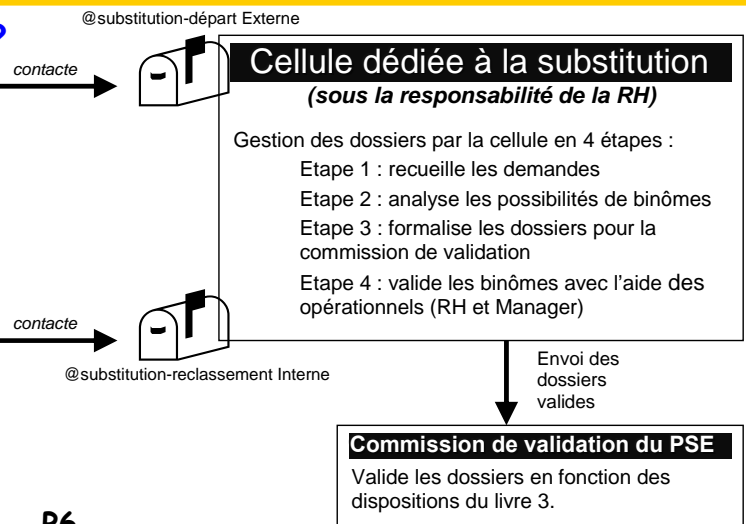 @substitution-départ Externe
?
contacte
Cellule dédiée à la substitution
(sous la responsabilité de la RH)
Gestion des dossiers par la cellule en 4 étapes :
Etape 1 : recueille les demandes
Etape 2 : analyse les possibilités de binômes
Etape 3 : formalise les dossiers pour la
commission de validation
Etape 4 : valide les binômes avec l'aide des
opérationnels (RH et Manager)
contacte
@substitution-reclassement Interne
Envoi des
dossiers
valides
Commission de validation du PSE
Valide les dossiers en fonction des
dispositions du livre 3.